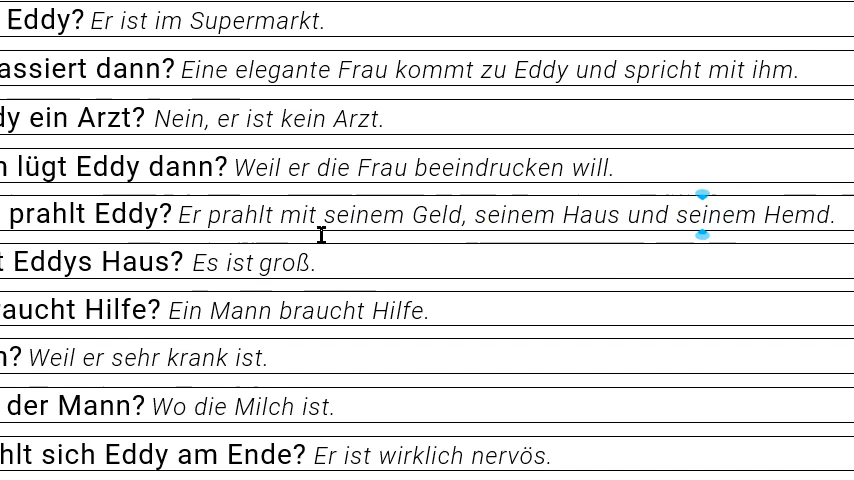 Eddy? Er ist im Supermarkt.
assiert dann? Eine elegante Frau kommt zu Eddy und spricht mit ihm.
dy ein Arzt? Nein, er ist kein Arzt.
n lügt Eddy dann? Weil er die Frau beeindrucken will.
prahlt Eddy? Er prahlt mit seinem Geld, seinem Haus und seinem Hemd.
t Eddys Haus? Es ist groß.
raucht Hilfe? Ein Mann braucht Hilfe.
n? Weil er sehr krank ist.
der Mann? Wo die Milch ist.
hlt sich Eddy am Ende? Er ist wirklich nervös.